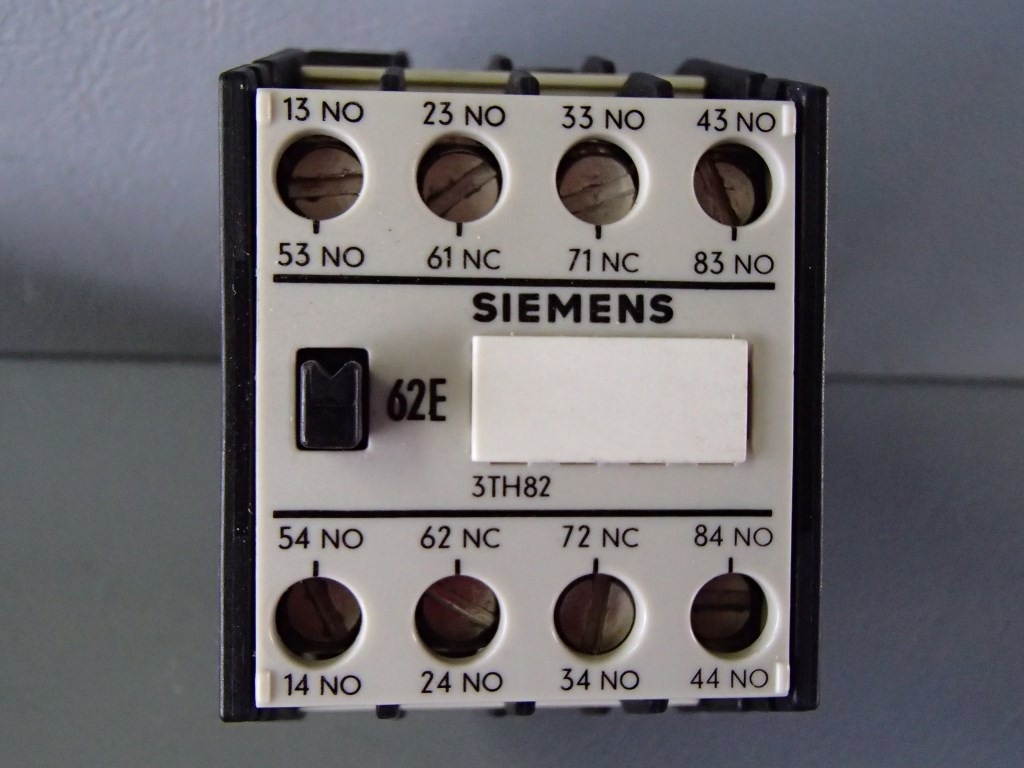 13 NO 23 NO 33 NO 43 NO
53 NO 61 NC 71 NC 83 NO
SIEMENS
62E
3TH82
54 NO 62 NC 72 NC 84 NO
14 NO 24 NO 34 NO 44 NO